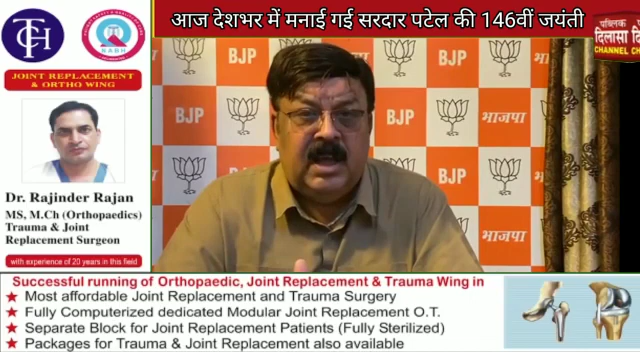 आज देशभर में मनाई गई सरदार पटेल की 146वीं जयंती
पब्लिक
दिलासा
CHANNEL
TCH
NABH
JOINT REPLACEMENT
& ORTHO WING
Dr. Rajinder Rajan
MS, M.Ch (Orthopaedics)
Trauma & Joint
Replacement Surgeon
with experience of 20 years in this field
BJP
BJP
भाजपा
BJP
भाजपा
Successful running of Orthopaedic, Joint Replacement & Trauma Wing in
★ Most affordable Joint Replacement and Trauma Surgery
★ Fully Computerized dedicated Modular Joint Replacement O.T.
★ Separate Block for Joint Replacement Patients (Fully Sterilized)
★ Packages for Trauma & Joint Replacement also available